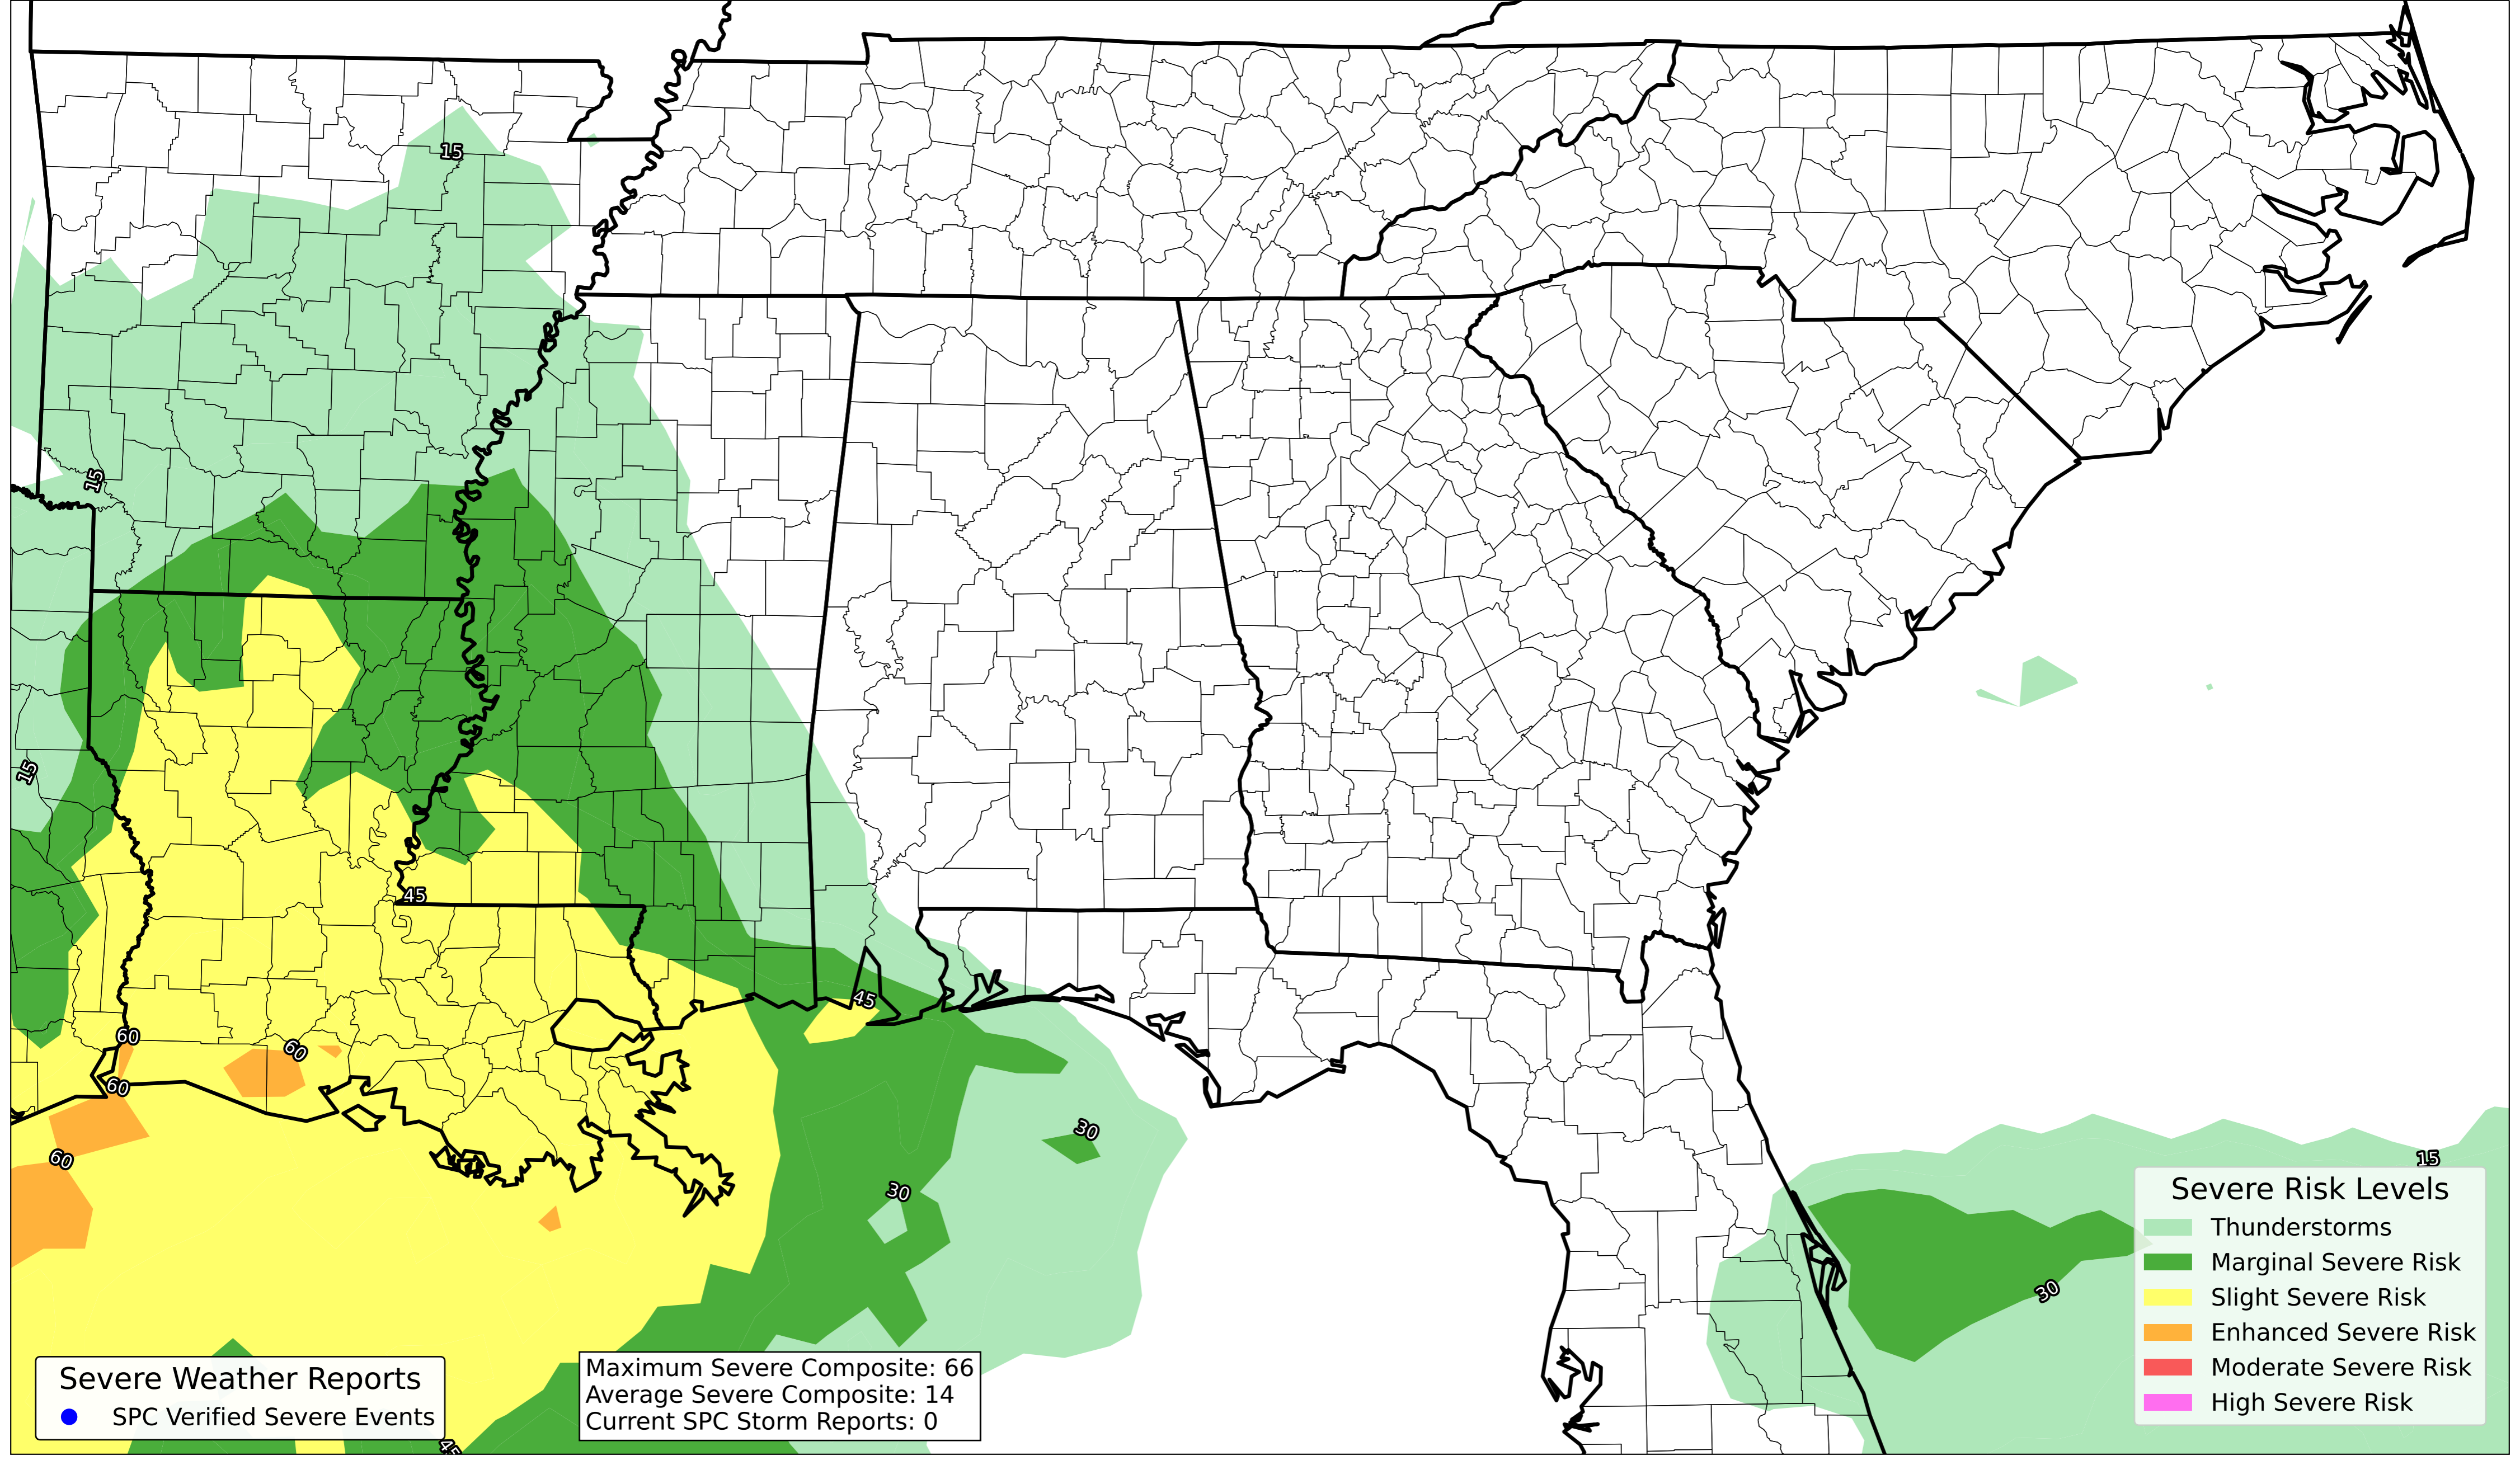 15
15
15
45
45
60
60
60
60
30
30
15
30
45
Severe Risk Levels
Thunderstorms
Marginal Severe Risk
Slight Severe Risk
Enhanced Severe Risk
Moderate Severe Risk
High Severe Risk
Severe Weather Reports
SPC Verified Severe Events
Maximum Severe Composite: 66
Average Severe Composite: 14
Current SPC Storm Reports: 0